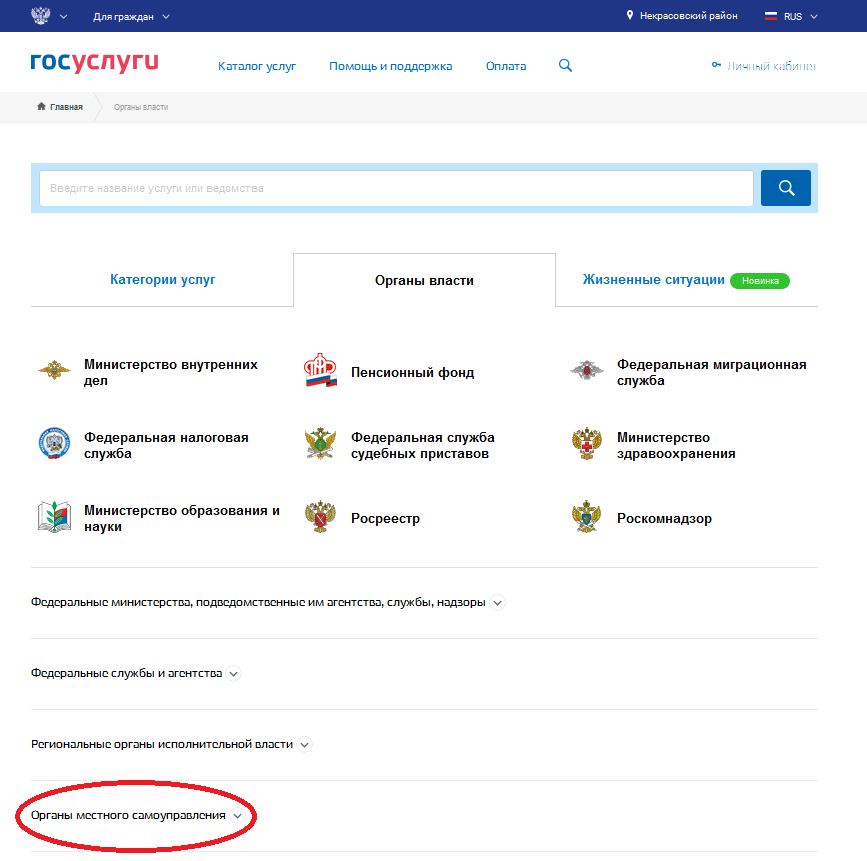 Для граждан
Некрасовский район
RUS
госуслуги
Каталог услуг
Помощь и поддержка
Оплата
Личный кабинет
Главная
Органы власти
Введите название услуги или ведомства
Категории услуг
Органы власти
Жизненные ситуации
Новинка
Министерство внутренних
дел
Пенсионный фонд
Федеральная миграционная
служба
Федеральная налоговая
служба
Федеральная служба
судебных приставов
Министерство
здравоохранения
Министерство образования и
науки
Росреестр
Роскомнадзор
Федеральные министерства, подведомственные им агентства, службы, надзоры
Федеральные службы и агентства
Региональные органы исполнительной власти
Органы местного самоуправления